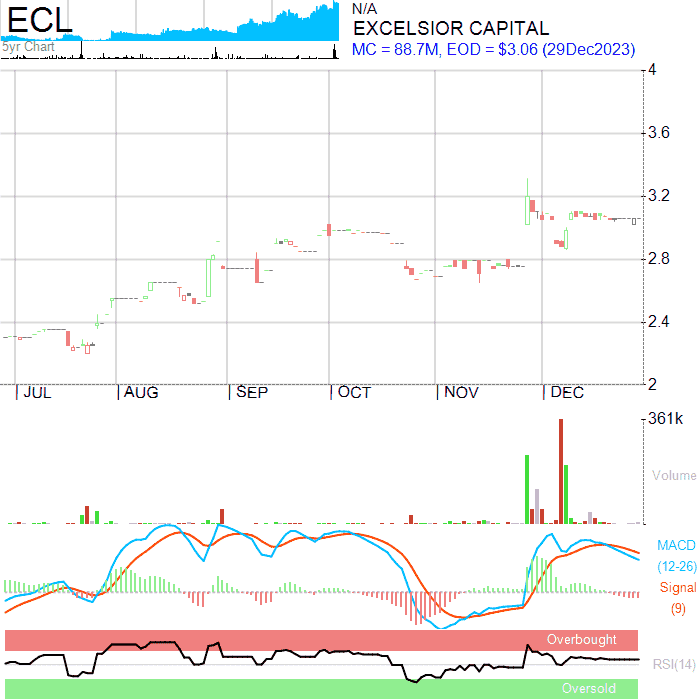 ECL
N/A
EXCELSIOR CAPITAL
5yr Chart
MC = 88.7M, EOD = $3.06 (29Dec2023)
4
3.6
3.2
2.8
2.4
2
JUL AUG SEP OCT NOV DEC
361k
Volume
MACD
(12-26)
Signal
(9)
Overbought
RSI(14)
Oversold